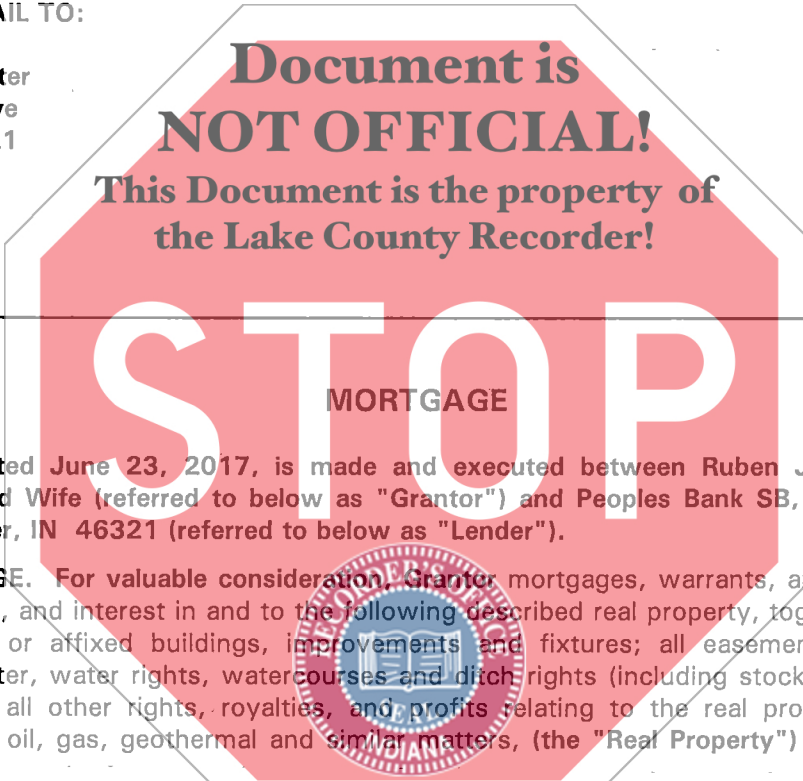 AIL TO:
ter
ve
.1
Document is
NOT OFFICIAL!
This Document is the property of
the Lake County Recorder!
STOP
MORTGAGE
ted June 23, 2017, is made and executed between Ruben J
d Wife (referred to below as "Grantor") and Peoples Bank SB,
r, IN 46321 (referred to below as "Lender").
GE. For valuable consideration, Grantor mortgages, warrants, a
, and interest in and to the following described real property, tog
or affixed buildings, improvements and fixtures; all easemen
ter, water rights, watercourses and ditch rights (including stock
all other rights, royalties, and profits relating to the real pro
oil, gas, geothermal and similar matters, (the "Real Property")
RECORDER'S OFFICE
SEAL
INDIANA